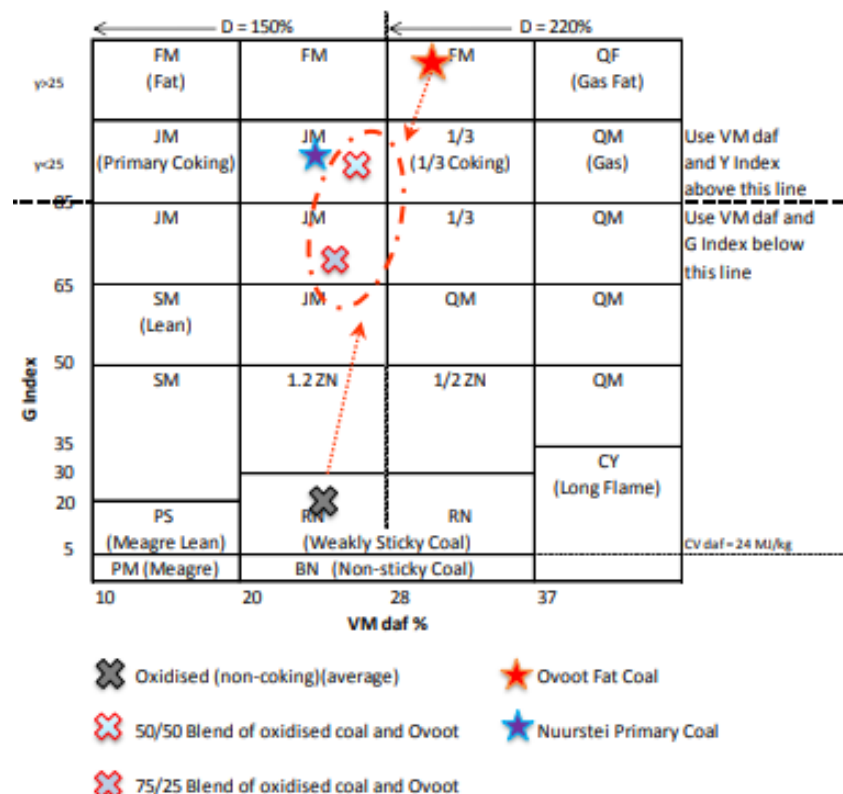 D = 150% D = 220%
FM FM FM QF
(Fat) (Gas Fat)
y>25
JM JM 1/3 QM Use VM daf
(Primary Coking) (1/3 Coking) (Gas) and Y Index
y<25 above this line
85
JM JM 1/3 QM Use VM daf and
G Index below
this line
65
SM JM QM QM
(Lean)
50
SM 1.2 ZN 1/2 ZN QM
G Index
35
CY
30
(Long Flame)
20
PS RN RN
(Meagre Lean) (Weakly Sticky Coal)
5 CV daf = 24 MJ/kg
PM (Meagre) BN (Non-sticky Coal)
10 20 28 37
VM daf %
Oxidised (non-coking)(average) Ovoot Fat Coal
50/50 Blend of oxidised coal and Ovoot Nuurstei Primary Coal
75/25 Blend of oxidised coal and Ovoot